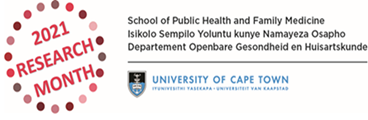 2021
RESEARCH
MONTH
School of Public Health and Family Medicine
Isikolo Sempilo Yoluntu kunye Namayeza Osapho
Departement Openbare Gesondheid en Huisartskunde
UNIVERSITY OF CAPE TOWN
IYUNIVESITHI YASEKAPA • UNIVERSITEIT VAN KAAPSTAD